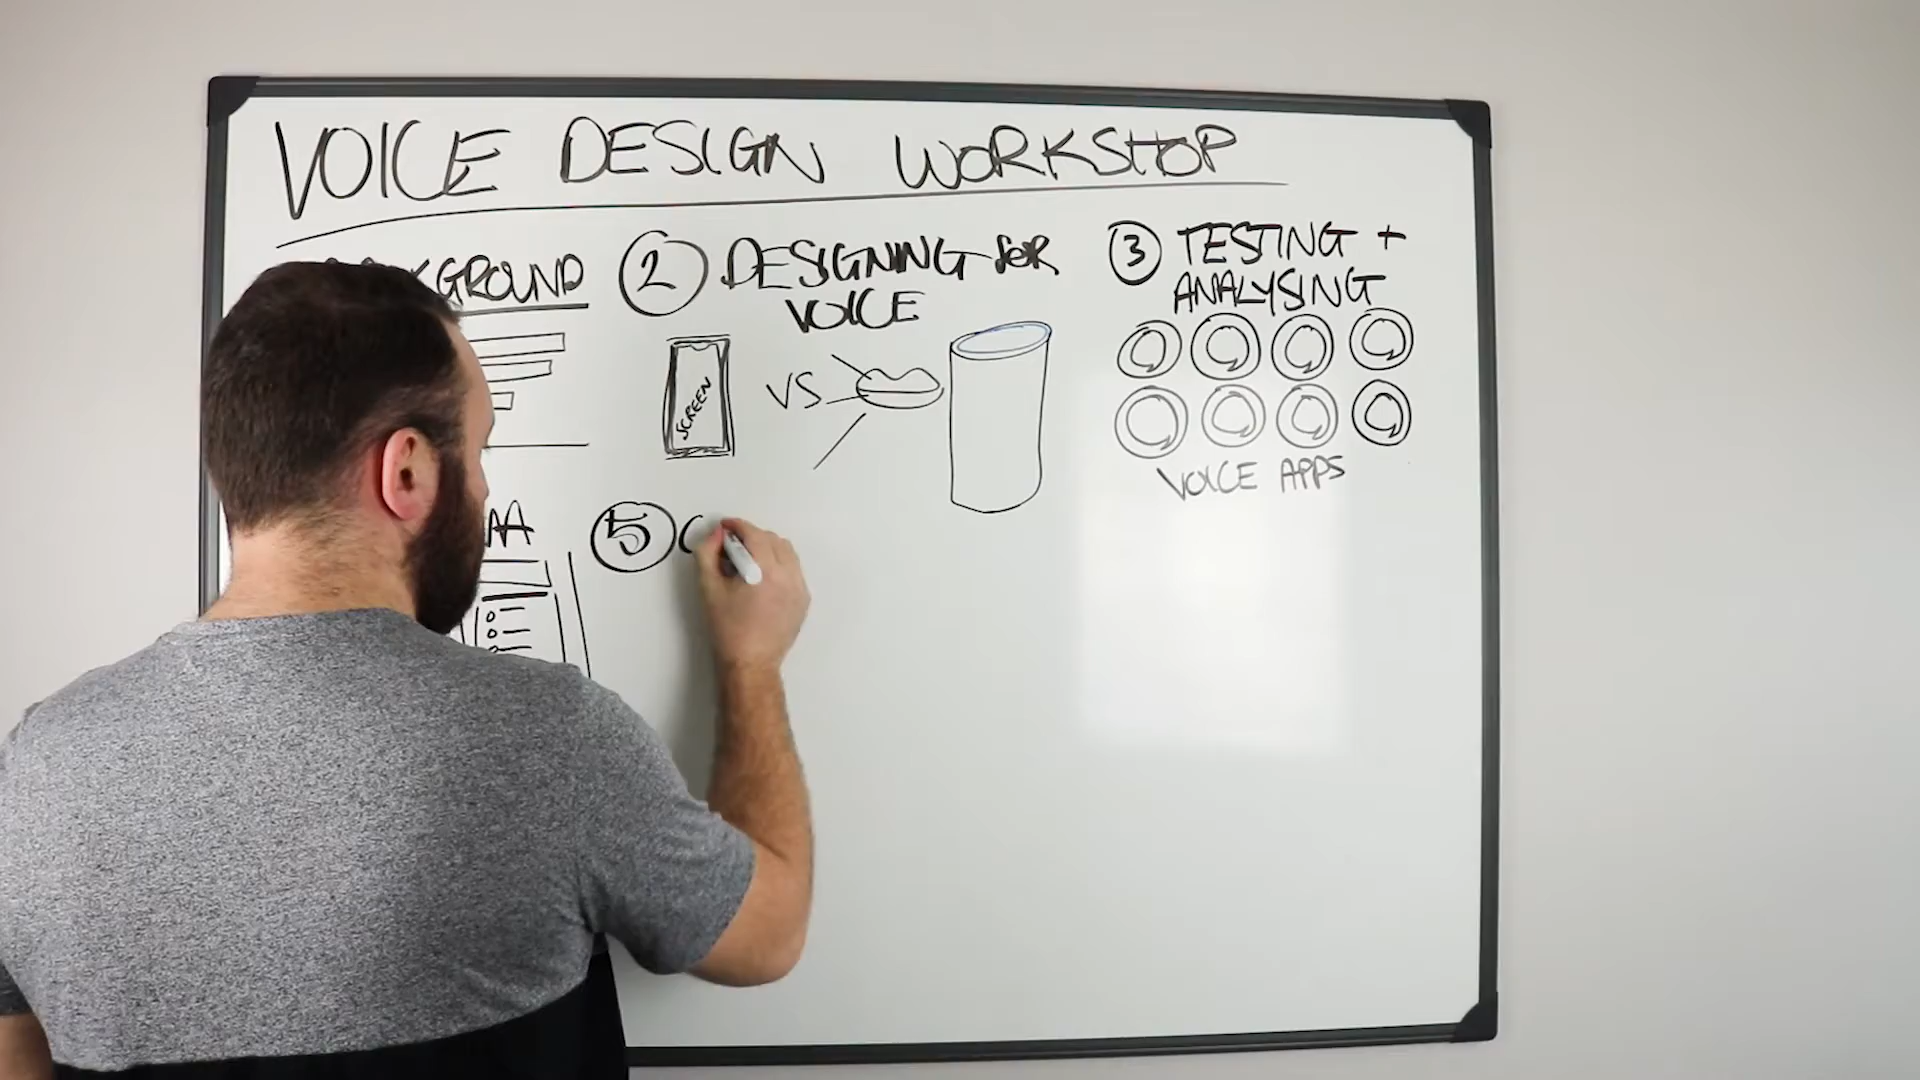 VOICE DESIGN WORKSHOP
GROUND
2 DESIGNING FOR
VOICE
3 TESTING +
ANALYSING
SCREEN
VS
VOICE APPS
5